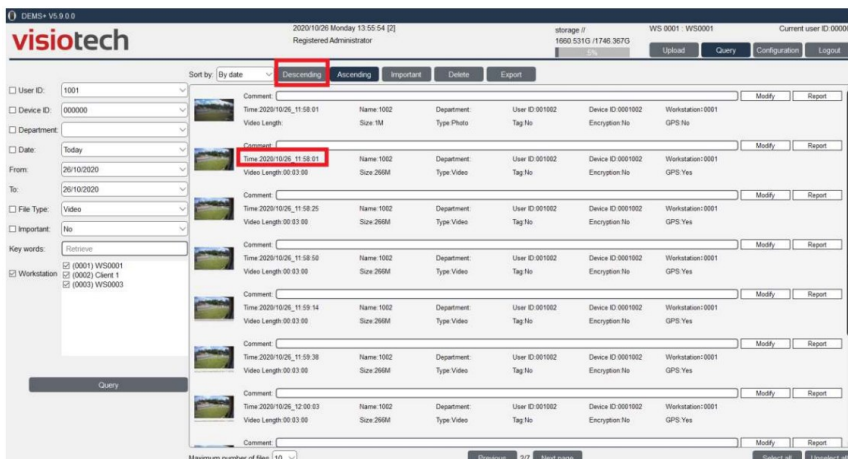 DEMS+ V5.9.0.0
visiotech
2020/10/26 Monday 13:55:54 [2]
Registered Administrator
storage //
1660.531G /1746.367G
5%
WS 0001 : WS0001
Current user ID:0000
Upload Query Configuration Logout
Sort by: By date Descending Ascending Important Delete Export
User ID: 1001
Device ID: 000000
Department:
Date: Today
From: 26/10/2020
To: 26/10/2020
File Type: Video
Important: No
Key words: Retrieve
Workstation
(0001) WS0001
(0002) Client 1
(0003) WS0003
Query
Comment: Modify Report
Time:2020/10/26_11:58:01 Name:1002 Department: User ID:001002 Device ID:0001002 Workstation:0001
Video Length: Size:1M Type:Photo Tag:No Encryption:No GPS:No
Comment: Modify Report
Time:2020/10/26_11:58:01 Name:1002 Department: User ID:001002 Device ID:0001002 Workstation:0001
Video Length:00:03:00 Size:266M Type:Video Tag:No Encryption:No GPS:Yes
Comment: Modify Report
Time:2020/10/26_11:58:25 Name:1002 Department: User ID:001002 Device ID:0001002 Workstation:0001
Video Length:00:03:00 Size:266M Type:Video Tag:No Encryption:No GPS:Yes
Comment: Modify Report
Time:2020/10/26_11:58:50 Name:1002 Department: User ID:001002 Device ID:0001002 Workstation:0001
Video Length:00:03:00 Size:266M Type:Video Tag:No Encryption:No GPS:Yes
Comment: Modify Report
Time:2020/10/26_11:59:14 Name:1002 Department: User ID:001002 Device ID:0001002 Workstation:0001
Video Length:00:03:00 Size:266M Type:Video Tag:No Encryption:No GPS:Yes
Comment: Modify Report
Time:2020/10/26_11:59:38 Name:1002 Department: User ID:001002 Device ID:0001002 Workstation:0001
Video Length:00:03:00 Size:266M Type:Video Tag:No Encryption:No GPS:Yes
Comment: Modify Report
Time:2020/10/26_12:00:03 Name:1002 Department: User ID:001002 Device ID:0001002 Workstation:0001
Video Length:00:03:00 Size:266M Type:Video Tag:No Encryption:No GPS:Yes
Comment: Modify Report
Maximum number of files 10 Previous 2/7 Next page Select all Unselect all